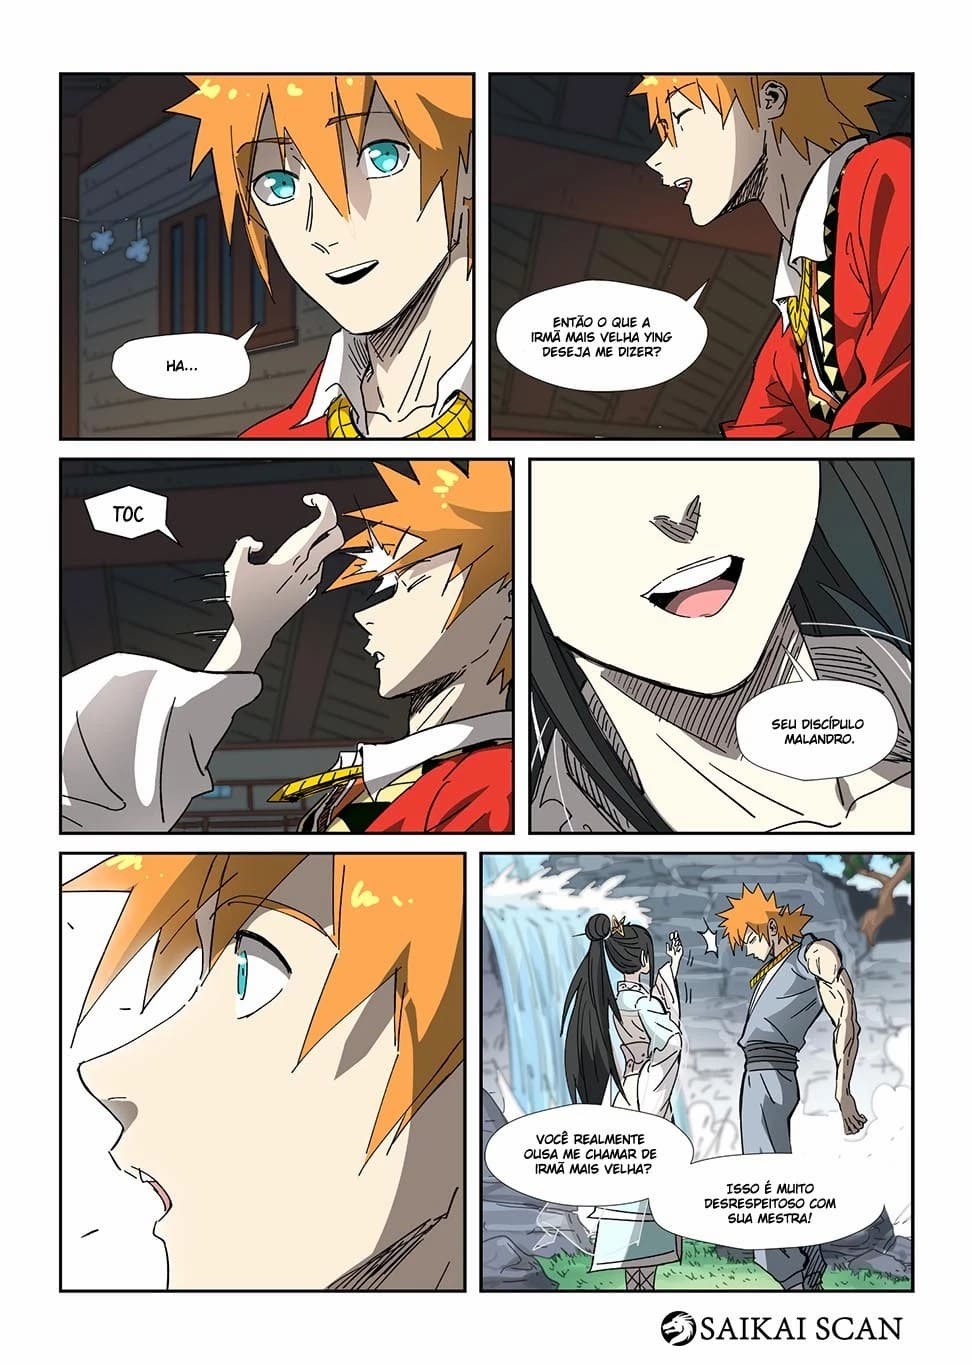 HA...
ENTÃO O QUE A
IRMÃ MAIS VELHA YING
DESEJA ME DIZER?
TOC
SEU DISCÍPULO
MALANDRO.
VOCÊ REALMENTE
OUSA ME CHAMAR DE
IRMÃ MAIS VELHA?
ISSO É MUITO
DESRESPEITOSO COM
SUA MESTRA!
SAIKAI SCAN